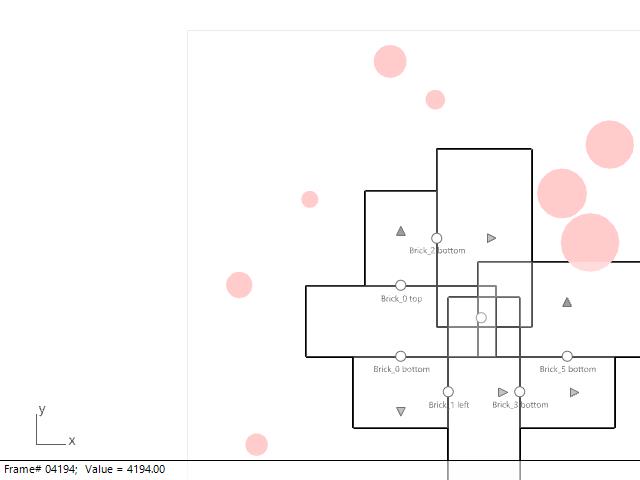 Brick_2 bottom
Brick_0 top
Brick_0 bottom
Brick_5 bottom
Brick_1 left
Brick_3 bottom
y
x
Frame# 04194; Value = 4194.00